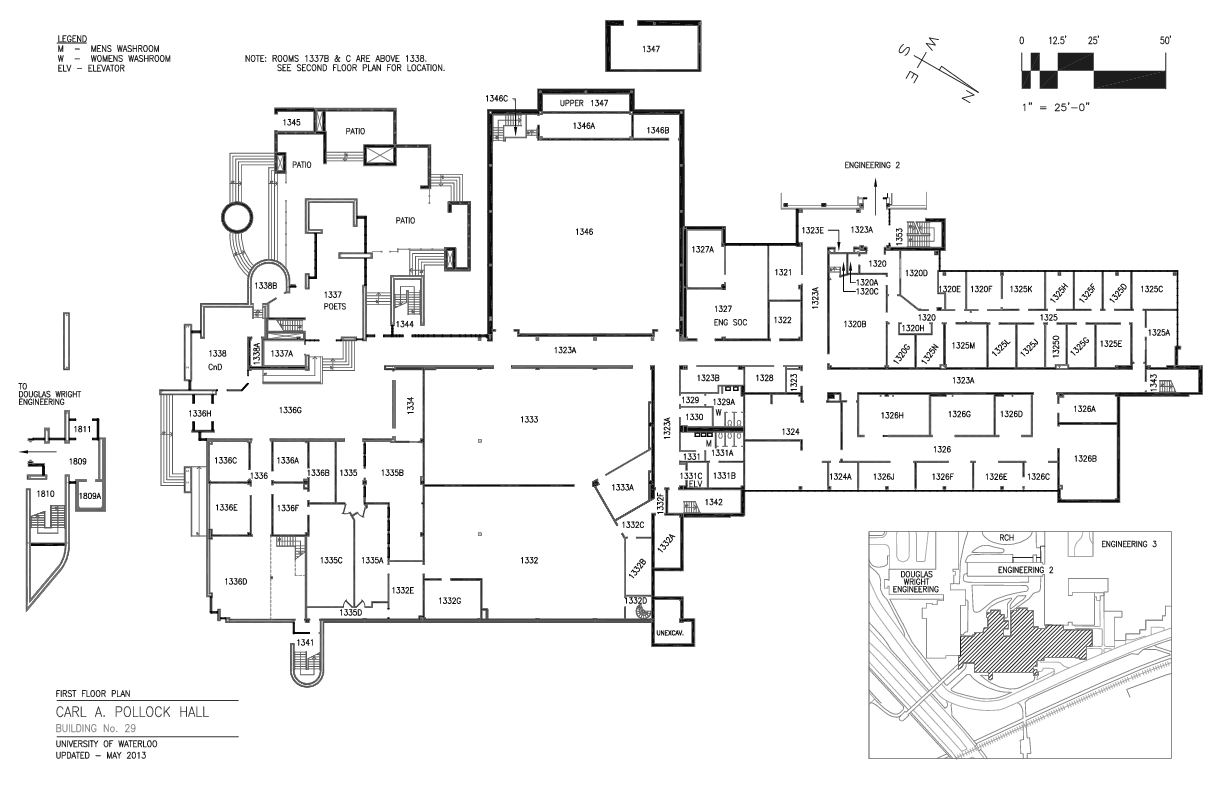 LEGEND
M – MENS WASHROOM
W – WOMENS WASHROOM
ELV – ELEVATOR
NOTE: ROOMS 1337B & C ARE ABOVE 1338.
SEE SECOND FLOOR PLAN FOR LOCATION.
1347
S W
E N
0 12.5' 25' 50'
1" = 25'-0"
1346C
UPPER 1347
1346A
1346B
1345
PATIO
PATIO
PATIO
1346
ENGINEERING 2
1323E
1323A
1353
1327A
1321
1320
1320A
1320C
1320D
1338B
1337
POETS
1344
1327
ENG SOC
1322
1323A
1320B
1320E
1320F
1325K
1325H
1325F
1325D
1325C
1320
1320H
1325
1325A
1320G
1325N
1325M
1325L
1325J
1325O
1325G
1325E
1338
CnD
1338A
1337A
1323A
1323B
1328
1323
1323A
1343
TO
DOUGLAS WRIGHT
ENGINEERING
1336H
1336G
1334
1333
1323A
1329
1329A
W
1330
1324
1326H
1326G
1326D
1326A
1811
1809
1810
1809A
1336C
1336A
1336
1336B
1335
1335B
M
1331
1331A
1331C
ELV
1331B
1326
1326B
1324A
1326J
1326F
1326E
1326C
1333A
1336E
1336F
1332F
1342
1332C
1332A
1336D
1335C
1335A
1332
1332B
1332E
1332G
1332D
1335D
UNEXCAV.
1341
RCH
ENGINEERING 3
ENGINEERING 2
DOUGLAS
WRIGHT
ENGINEERING
FIRST FLOOR PLAN
CARL A. POLLOCK HALL
BUILDING No. 29
UNIVERSITY OF WATERLOO
UPDATED – MAY 2013